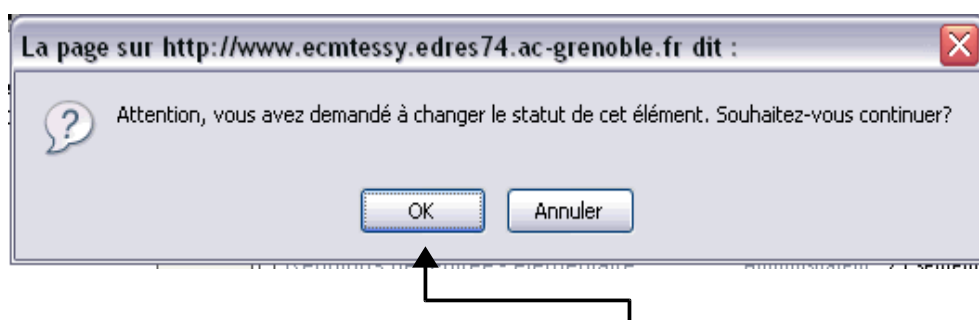 La page sur http://www.ecmtessy.edres74.ac-grenoble.fr dit :
Attention, vous avez demandé à changer le statut de cet élément. Souhaitez-vous continuer?
OK Annuler